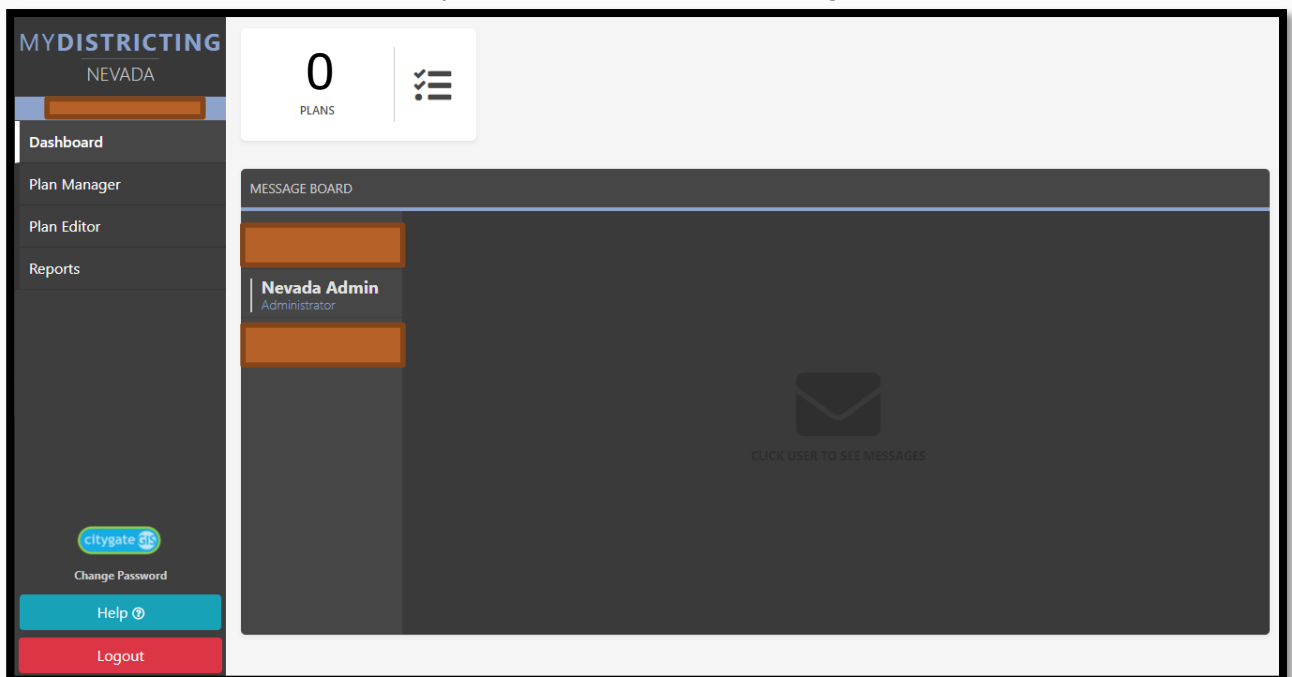 MYDISTRICTING
NEVADA
Dashboard
Plan Manager
Plan Editor
Reports
citygate GIS
Change Password
Help ?
Logout
0
PLANS
MESSAGE BOARD
Nevada Admin
Administrator
CLICK USER TO SEE MESSAGES